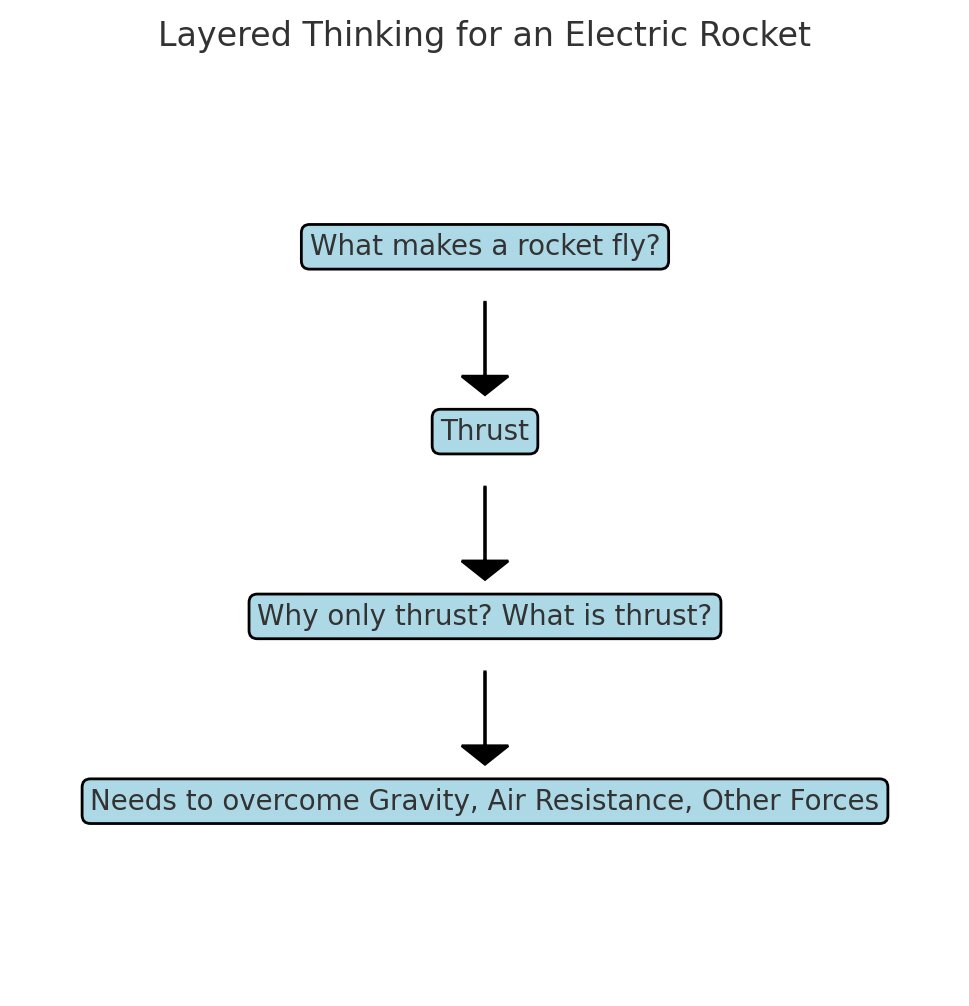 Layered Thinking for an Electric Rocket
What makes a rocket fly?
Thrust
Why only thrust? What is thrust?
Needs to overcome Gravity, Air Resistance, Other Forces